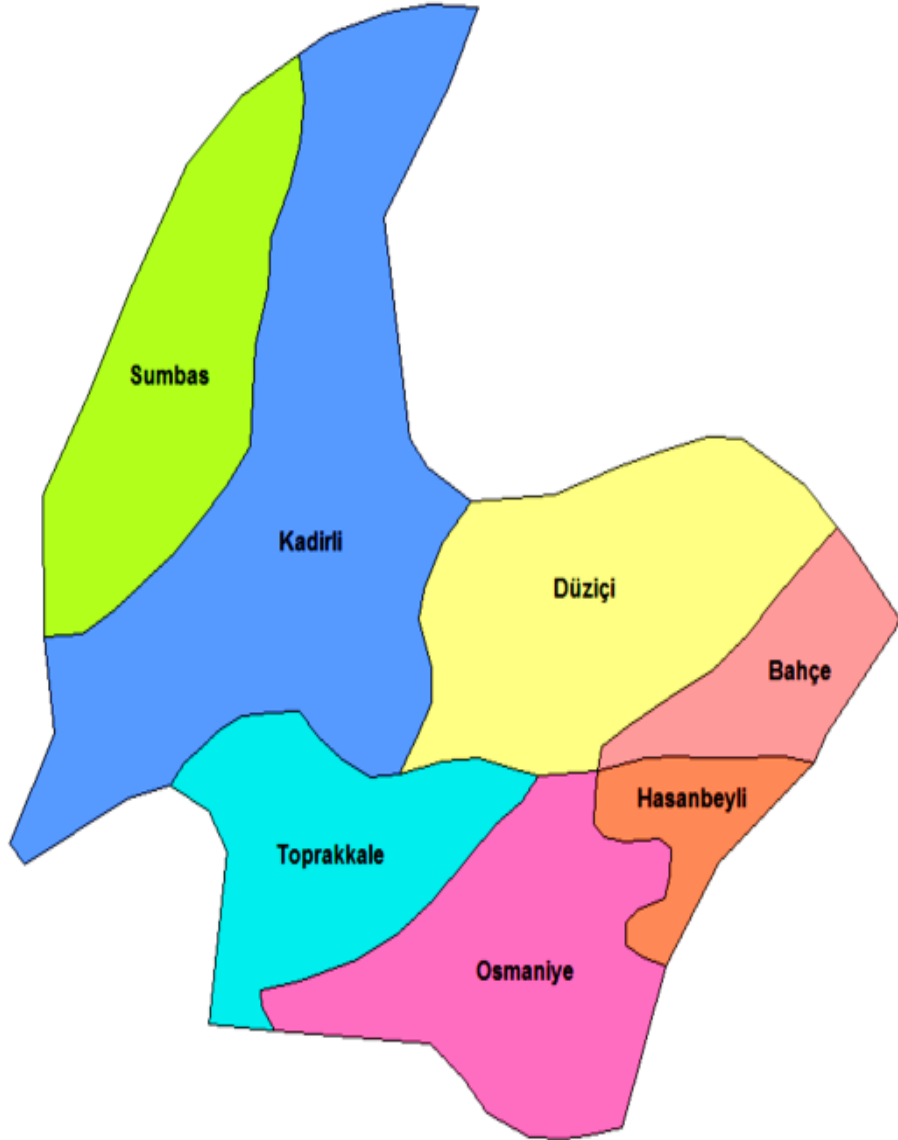 Sumbas
Kadirli
Düziçi
Bahçe
Hasanbeyli
Toprakkale
Osmaniye